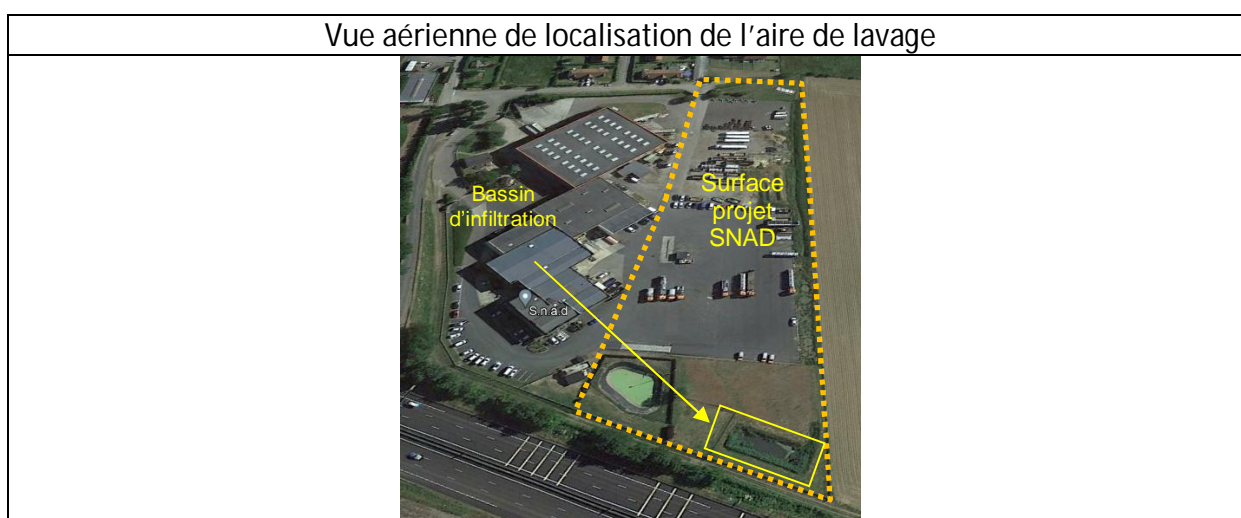 Vue aérienne de localisation de l'aire de lavage
Bassin
d'infiltration
Surface
projet
SNAD
S.n.a.d